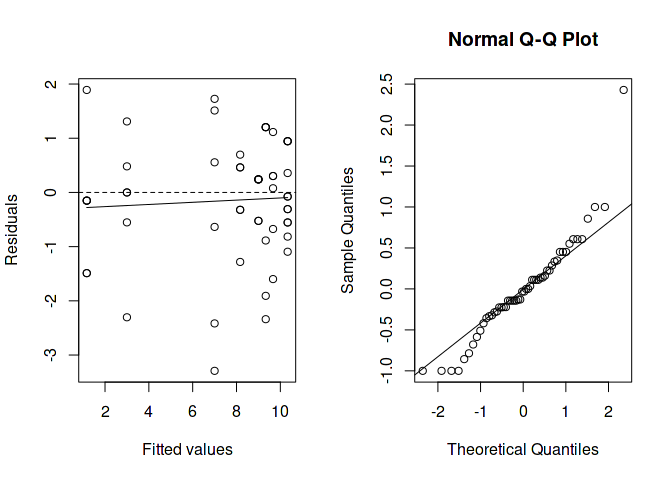 Residuals
2
1
0
-1
-2
-3
2 4 6 8 10
Fitted values
Normal Q-Q Plot
Sample Quantiles
2.5
2.0
1.5
1.0
0.5
0.0
-0.5
-1.0
-2 -1 0 1 2
Theoretical Quantiles